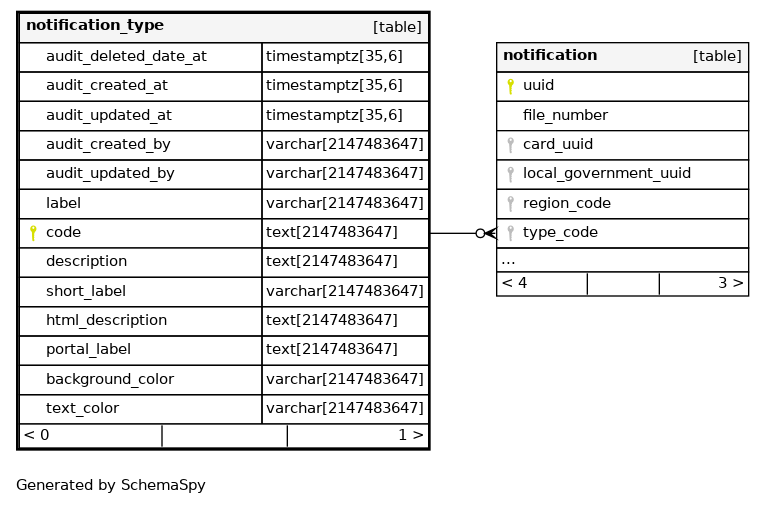 notification_type [table]
audit_deleted_date_at timestamptz[35,6]
audit_created_at timestamptz[35,6]
audit_updated_at timestamptz[35,6]
audit_created_by varchar[2147483647]
audit_updated_by varchar[2147483647]
label varchar[2147483647]
code text[2147483647]
description text[2147483647]
short_label varchar[2147483647]
html_description text[2147483647]
portal_label text[2147483647]
background_color varchar[2147483647]
text_color varchar[2147483647]
< 0 1 >
notification [table]
uuid
file_number
card_uuid
local_government_uuid
region_code
type_code
...
< 4 3 >
Generated by SchemaSpy